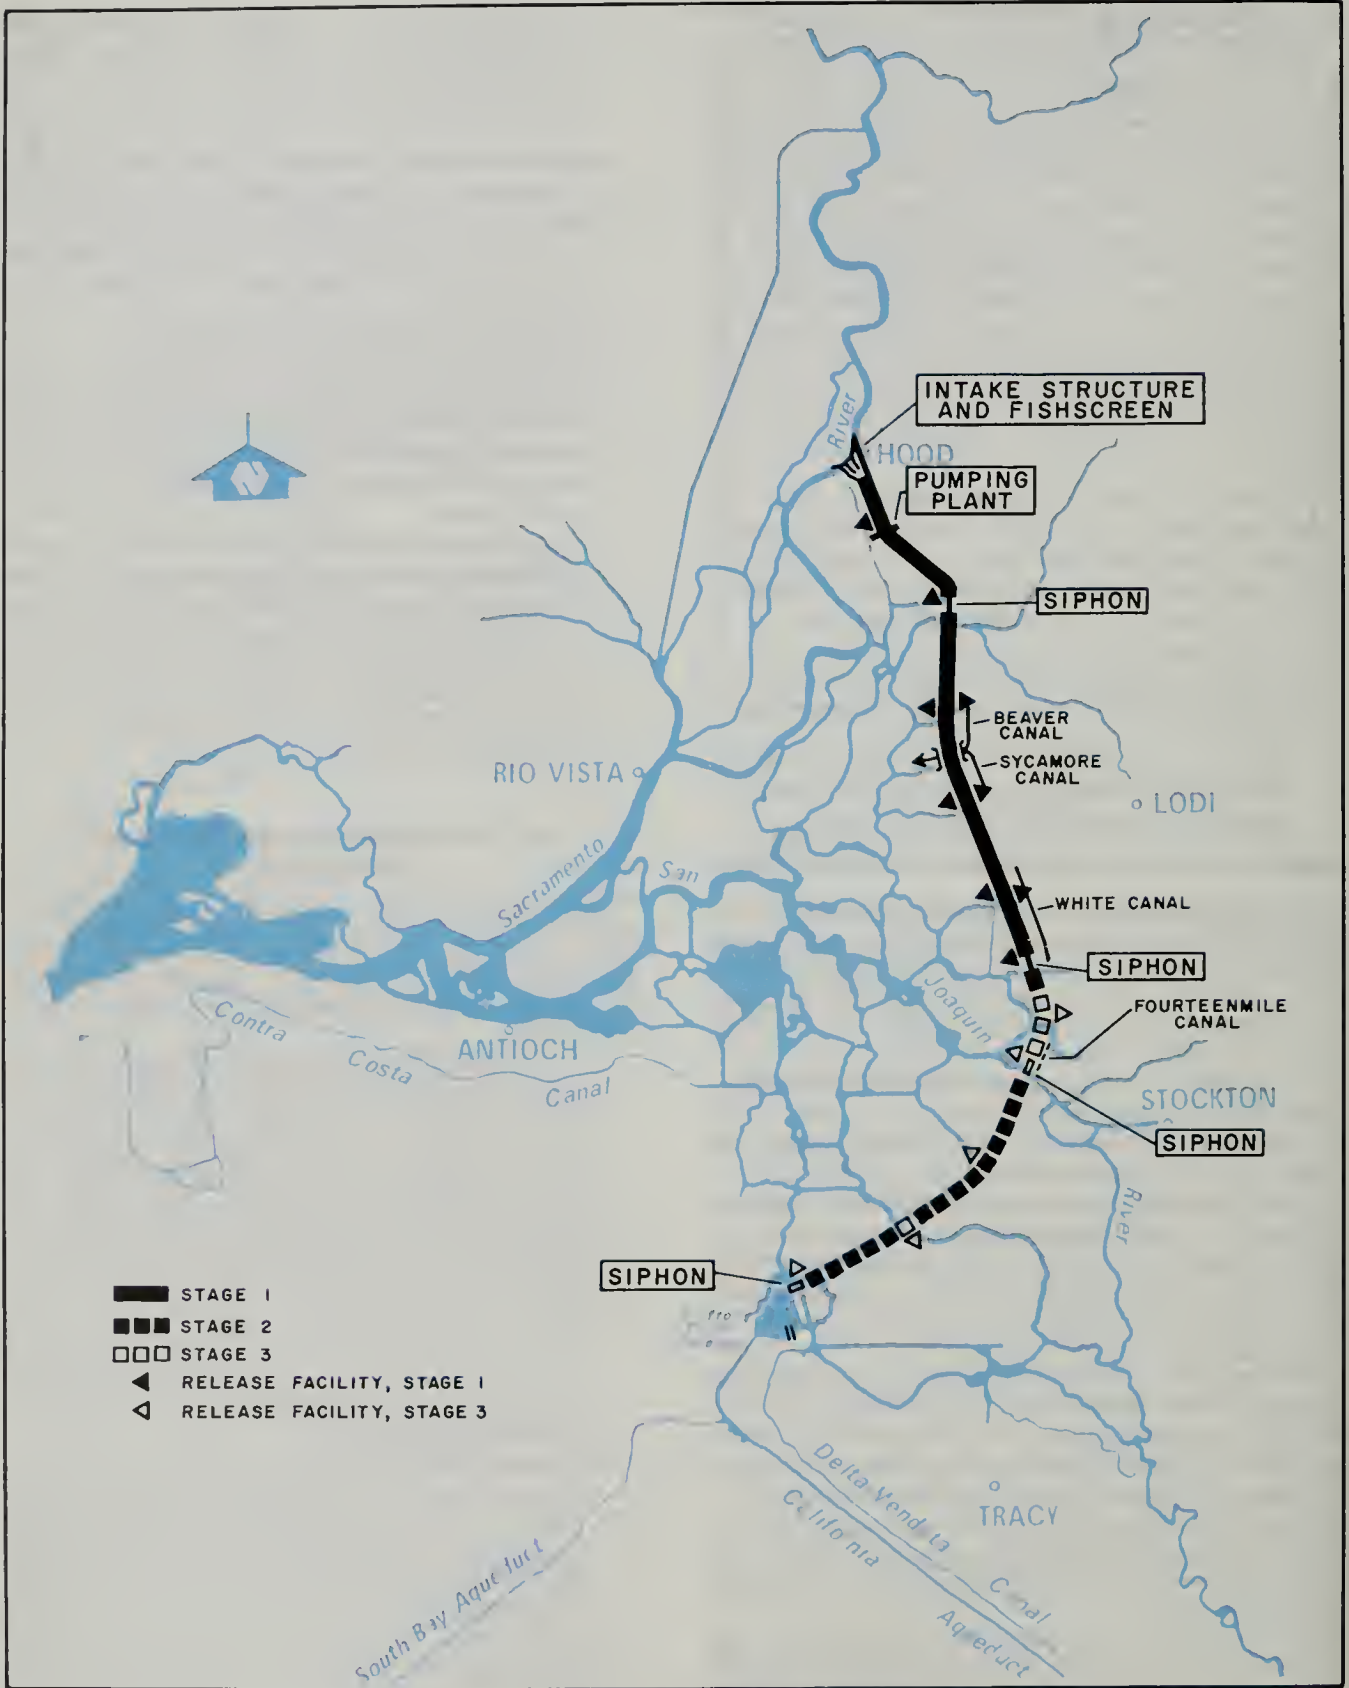 INTAKE STRUCTURE
AND FISHSCREEN
River
HOOD
PUMPING
PLANT
SIPHON
BEAVER
CANAL
SYCAMORE
CANAL
RIO VISTA
LODI
Sacramento
San
WHITE CANAL
SIPHON
Joaquin
FOURTEENMILE
CANAL
Contra
Costa
Canal
ANTIOCH
STOCKTON
SIPHON
River
SIPHON
STAGE 1
STAGE 2
STAGE 3
RELEASE FACILITY, STAGE 1
RELEASE FACILITY, STAGE 3
TRACY
Delta
Canal
California
Aqueduct
South Bay Aqueduct